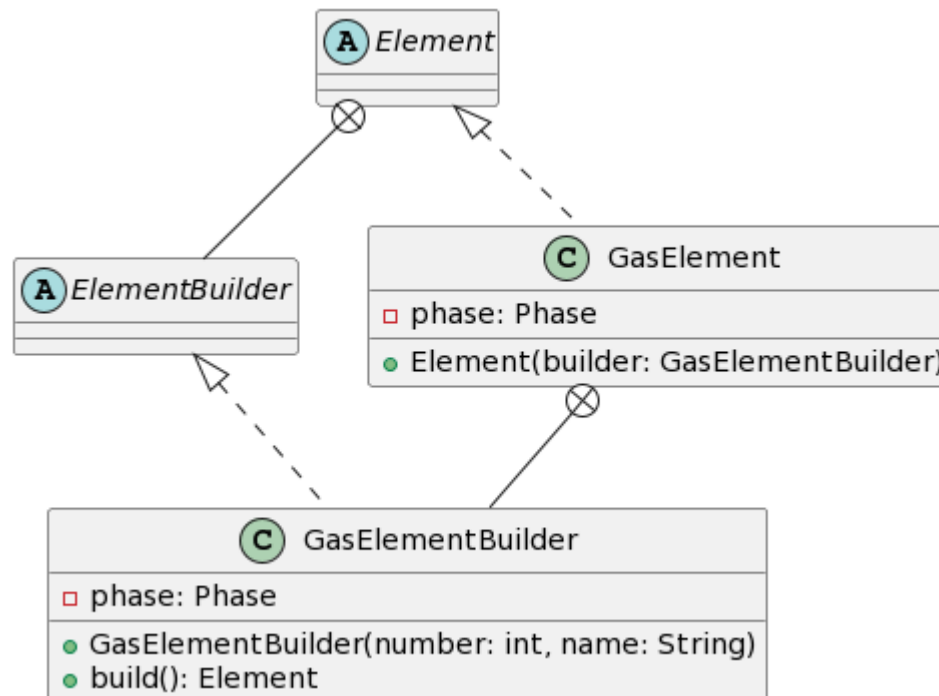 A Element
A ElementBuilder
C GasElement
phase: Phase
Element(builder: GasElementBuilder)
C GasElementBuilder
phase: Phase
GasElementBuilder(number: int, name: String)
build(): Element